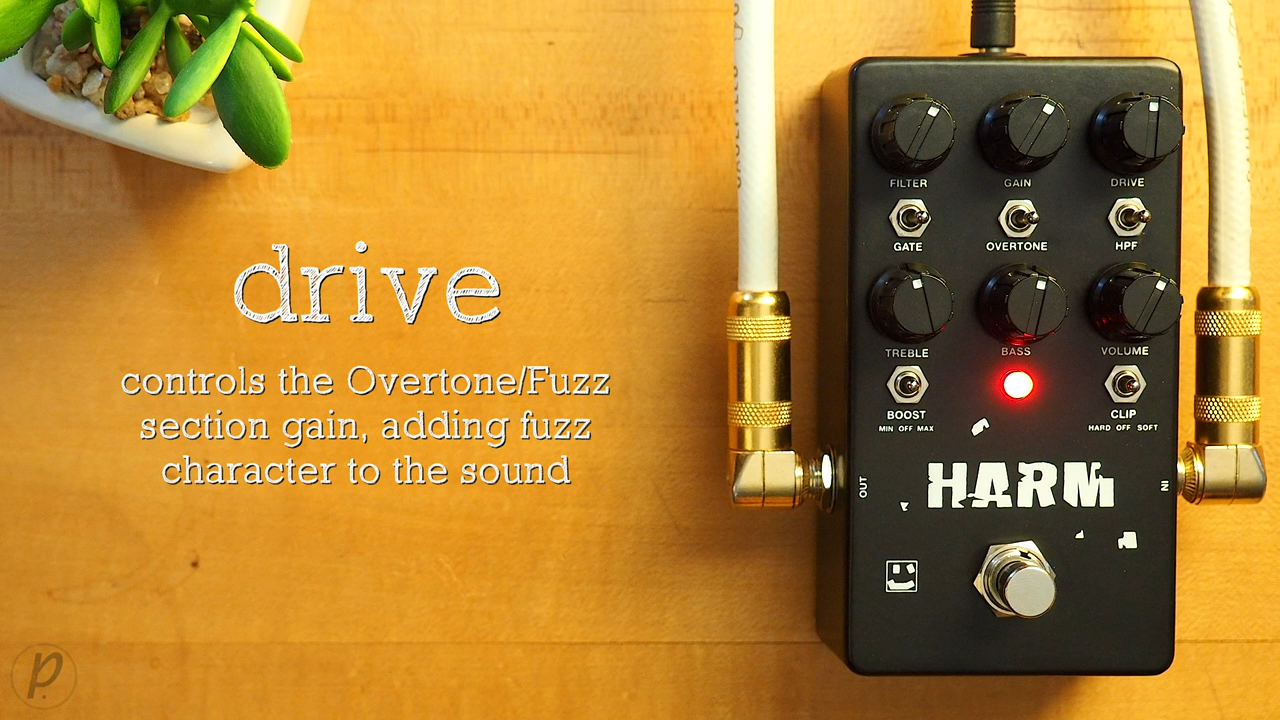 drive
controls the Overtone/Fuzz
section gain, adding fuzz
character to the sound
FILTER GAIN DRIVE
GATE OVERTONE HPF
TREBLE BASS VOLUME
BOOST CLIP
MIN OFF MAX HARD OFF SOFT
OUT HARM IN
p.